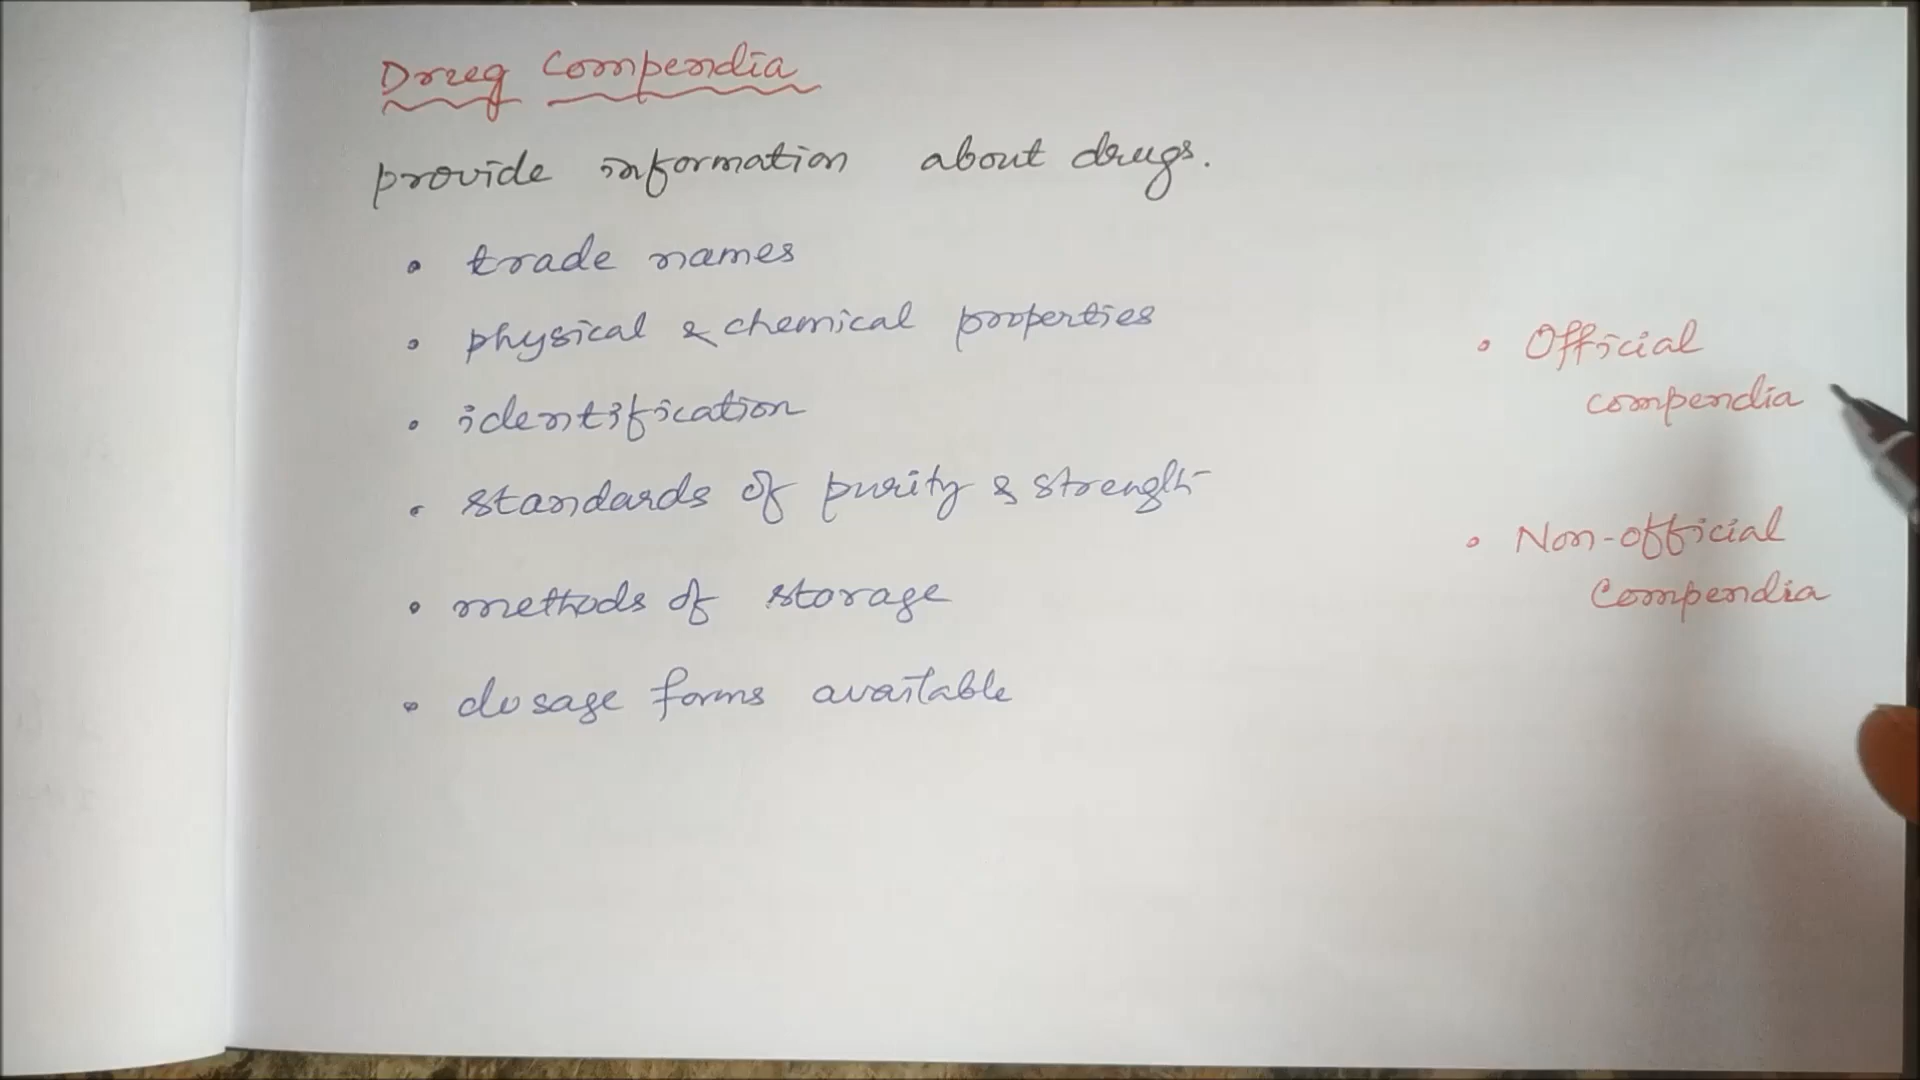 Drug Compendia
provide information about drugs.
• trade names
• physical & chemical properties
• identification
• standards of purity & strength
• methods of storage
• dosage forms available
• Official
compendia
• Non-official
Compendia